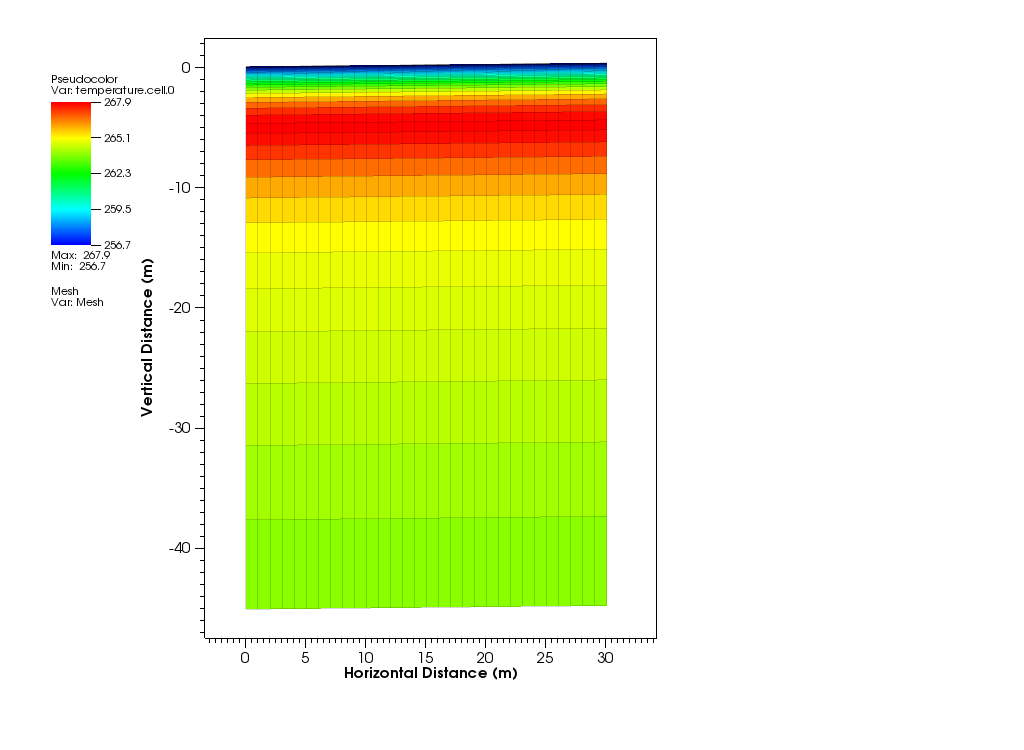 Pseudocolor
Var: temperature.cell.0
267.9
265.1
262.3
259.5
256.7
Max: 267.9
Min: 256.7
Mesh
Var: Mesh
Vertical Distance (m)
0
-10
-20
-30
-40
0 5 10 15 20 25 30
Horizontal Distance (m)